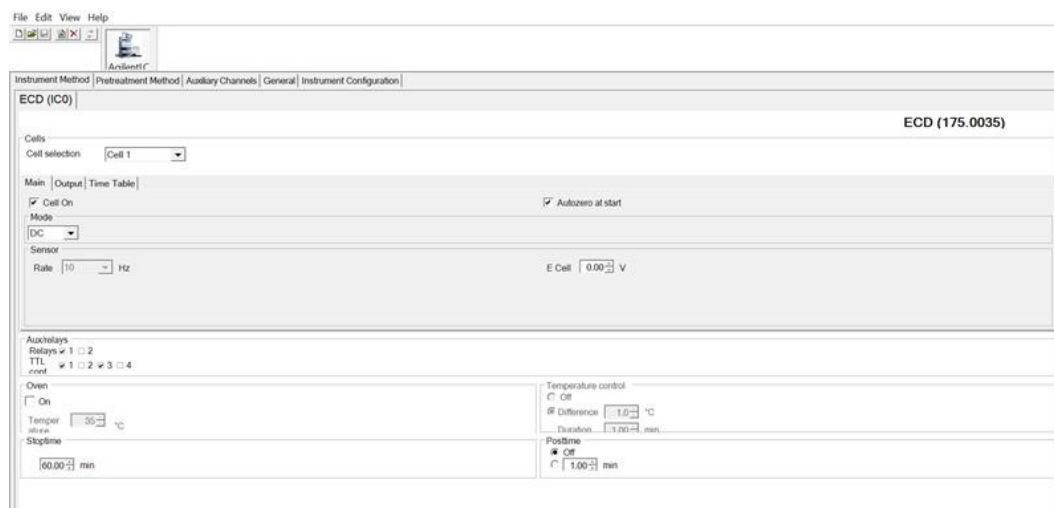 File Edit View Help
AgilentLC
Instrument Method Pretreatment Method Auxiliary Channels General Instrument Configuration
ECD (IC0)
ECD (175.0035)
Cells
Cell selection Cell 1
Main Output Time Table
Cell On Autozero at start
Mode
DC
Sensor
Rate 10 Hz E Cell 0.00 V
Aux/relays
Relays 1 2
TTL 1 2 3 4
cont
Oven Temperature control
On Off
Difference 1.0 °C
Temper 35 °C
ature
Duration 1.00 min
Stoptime Posttime
Off
60.00 min 1.00 min